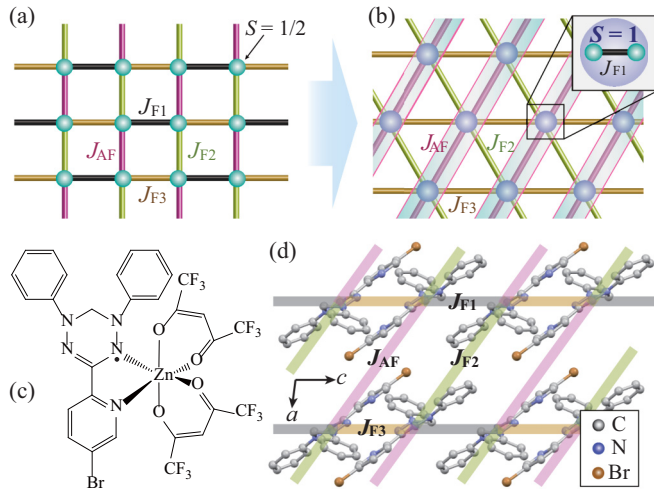 (a)
S = 1/2
J_F1
J_AF
J_F2
J_F3
(b)
S = 1
J_F1
J_AF
J_F2
J_F3
(c)
N
N
N
N•
N
Br
Zn
O
O
O
O
CF3
CF3
CF3
CF3
(d)
J_F1
J_AF
J_F2
J_F3
c
a
C
N
Br